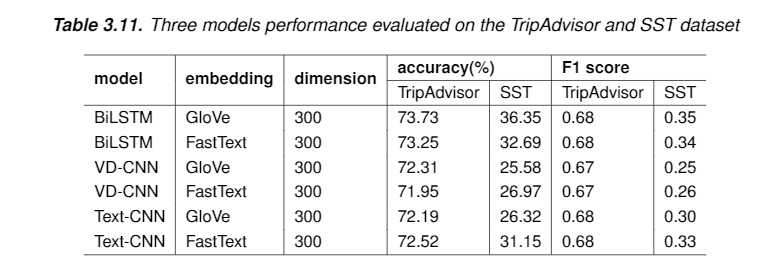 Table 3.11. Three models performance evaluated on the TripAdvisor and SST dataset
model embedding dimension accuracy(%) F1 score
TripAdvisor SST TripAdvisor SST
BiLSTM GloVe 300 73.73 36.35 0.68 0.35
BiLSTM FastText 300 73.25 32.69 0.68 0.34
VD-CNN GloVe 300 72.31 25.58 0.67 0.25
VD-CNN FastText 300 71.95 26.97 0.67 0.26
Text-CNN GloVe 300 72.19 26.32 0.68 0.30
Text-CNN FastText 300 72.52 31.15 0.68 0.33